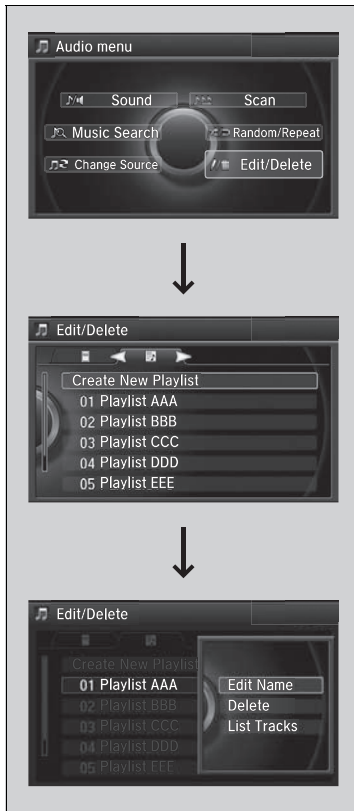 Audio menu
Sound
Scan
Music Search
Random/Repeat
Change Source
Edit/Delete
Edit/Delete
Create New Playlist
01 Playlist AAA
02 Playlist BBB
03 Playlist CCC
04 Playlist DDD
05 Playlist EEE
Edit/Delete
Create New Playlist
01 Playlist AAA
Edit Name
02 Playlist BBB
Delete
03 Playlist CCC
List Tracks
04 Playlist DDD
05 Playlist EEE